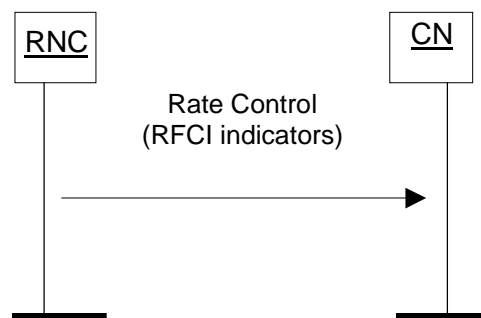 RNC
CN
Rate Control
(RFCI indicators)